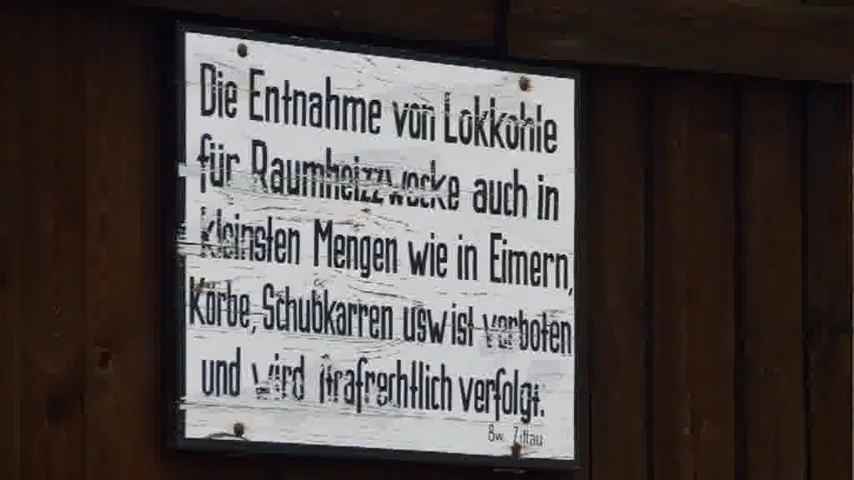 Die Entnahme von Lokkohle
für Raumheizzwecke auch in
kleinsten Mengen wie in Eimern,
Körbe, Schubkarren usw ist verboten
und wird strafrechtlich verfolgt.
Bw. Zittau